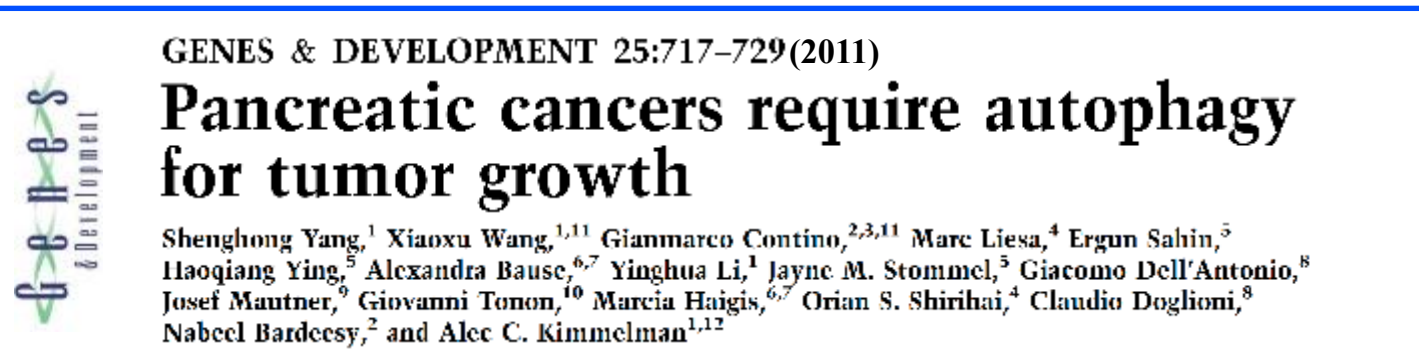 GENES & DEVELOPMENT 25:717–729(2011)
Genes
& Development
Pancreatic cancers require autophagy
for tumor growth
Shenghong Yang,1 Xiaoxu Wang,1,11 Gianmarco Contino,2,3,11 Marc Liesa,4 Ergun Sahin,5
Haoqiang Ying,5 Alexandra Bause,6,7 Yinghua Li,1 Jayne M. Stommel,5 Giacomo Dell'Antonio,8
Josef Mautner,9 Giovanni Tonon,10 Marcia Haigis,6,7 Orian S. Shirihai,4 Claudio Doglioni,8
Nabeel Bardeesy,2 and Alec C. Kimmelman1,12